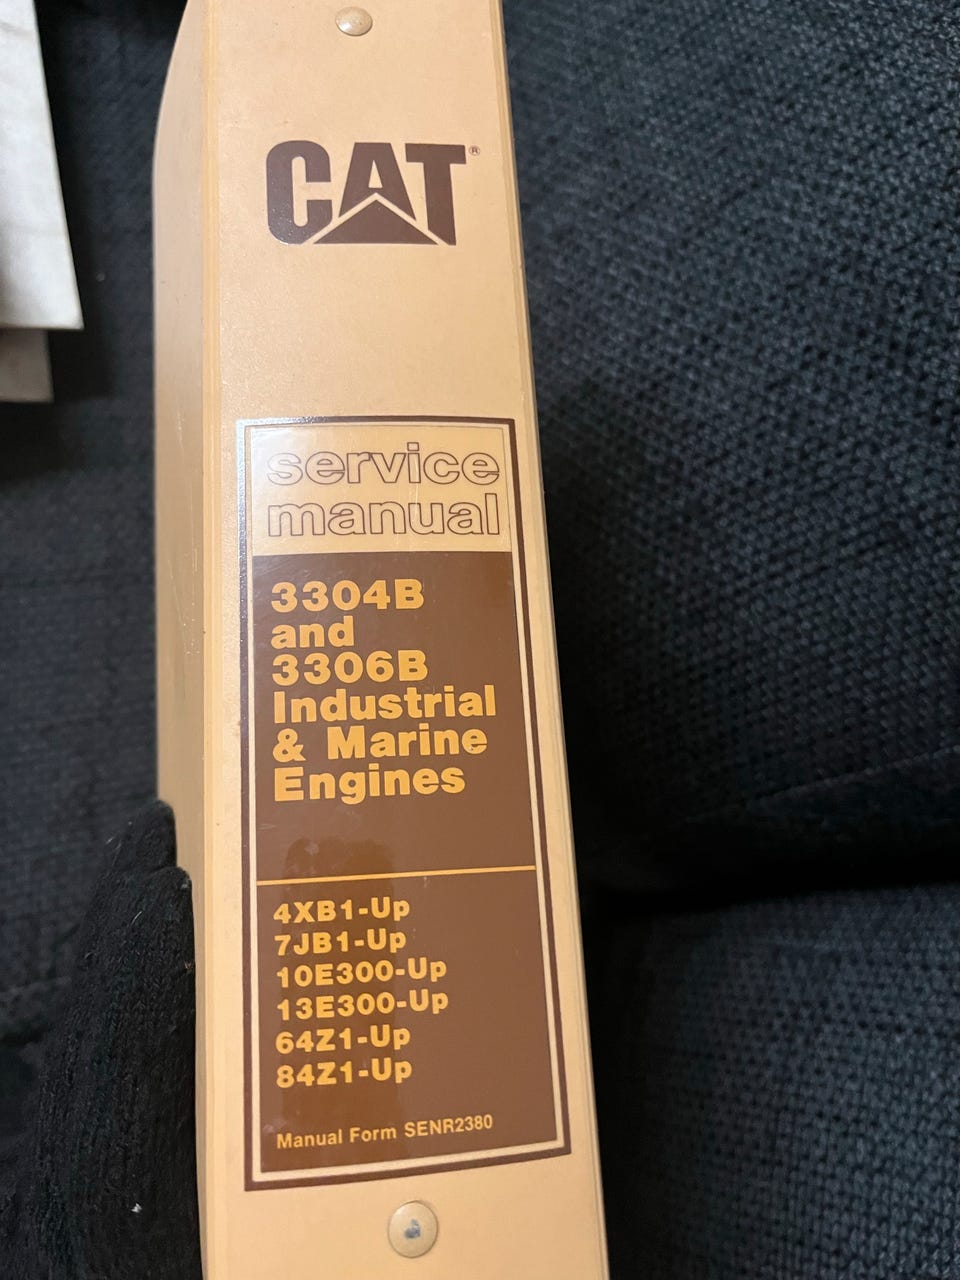 CAT®
service
manual
3304B
and
3306B
Industrial
& Marine
Engines
4XB1-Up
7JB1-Up
10E300-Up
13E300-Up
64Z1-Up
84Z1-Up
Manual Form SENR2380